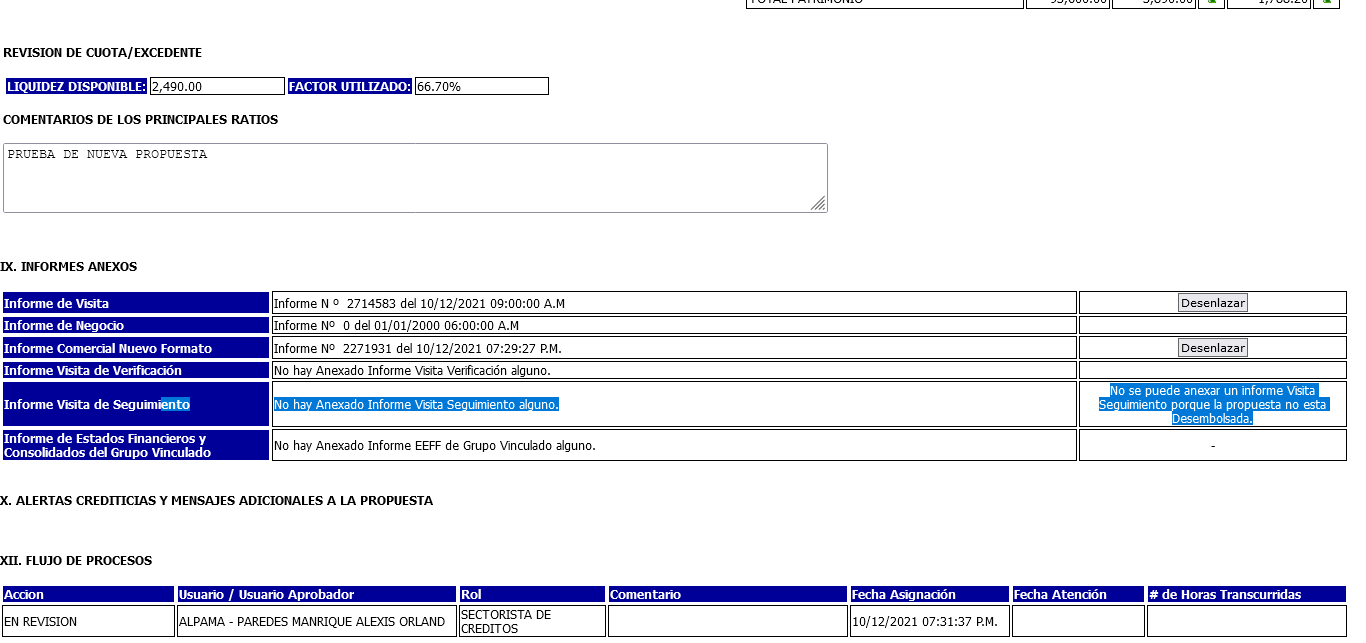 TOTAL PATRIMONIO 95,000.00 1,788.20
REVISION DE CUOTA/EXCEDENTE
LIQUIDEZ DISPONIBLE: 2,490.00 FACTOR UTILIZADO: 66.70%
COMENTARIOS DE LOS PRINCIPALES RATIOS
PRUEBA DE NUEVA PROPUESTA
IX. INFORMES ANEXOS
Informe de Visita Informe N º 2714583 del 10/12/2021 09:00:00 A.M Desenlazar
Informe de Negocio Informe Nº 0 del 01/01/2000 06:00:00 A.M
Informe Comercial Nuevo Formato Informe Nº 2271931 del 10/12/2021 07:29:27 P.M. Desenlazar
Informe Visita de Verificación No hay Anexado Informe Visita Verificación alguno.
No se puede anexar un informe Visita
Informe Visita de Seguimiento No hay Anexado Informe Visita Seguimiento alguno. Seguimiento porque la propuesta no esta
Desembolsada.
Informe de Estados Financieros y
Consolidados del Grupo Vinculado No hay Anexado Informe EEFF de Grupo Vinculado alguno. -
X. ALERTAS CREDITICIAS Y MENSAJES ADICIONALES A LA PROPUESTA
XII. FLUJO DE PROCESOS
Accion Usuario / Usuario Aprobador Rol Comentario Fecha Asignación Fecha Atención # de Horas Transcurridas
EN REVISION ALPAMA - PAREDES MANRIQUE ALEXIS ORLAND SECTORISTA DE
CREDITOS 10/12/2021 07:31:37 P.M.